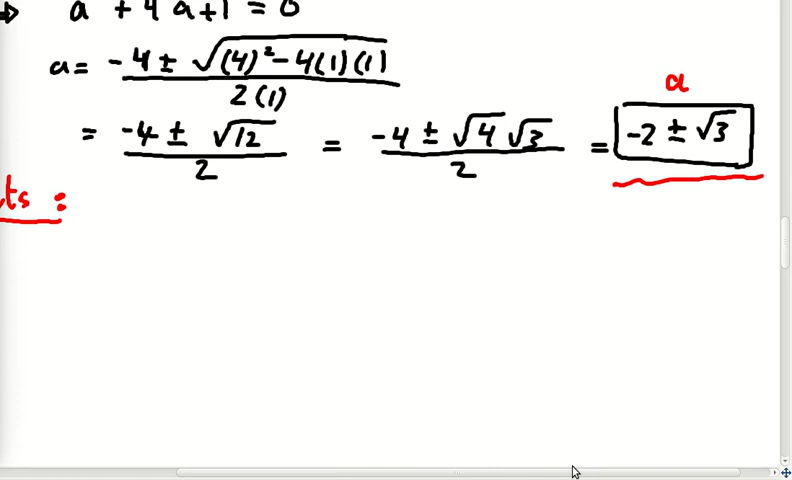 ⇒ a + 4a+1 = 0
a = -4 ± √(4)² - 4(1)(1) / 2(1)
a
= -4 ± √12 / 2 = -4 ± √4 √3 / 2 = -2 ± √3
ts :